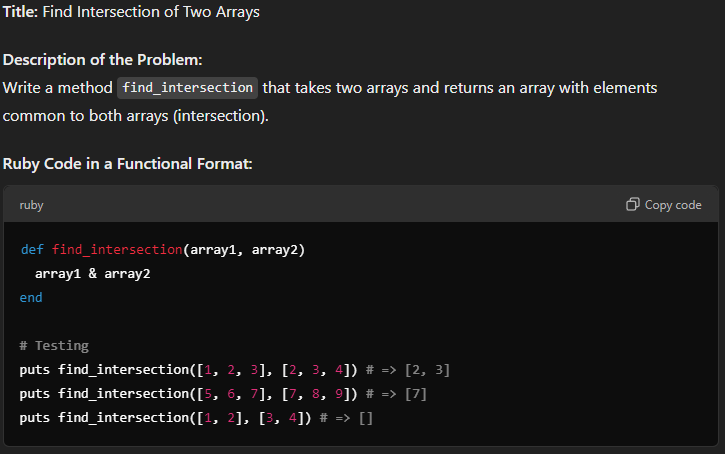 Title: Find Intersection of Two Arrays
Description of the Problem:
Write a method find_intersection that takes two arrays and returns an array with elements
common to both arrays (intersection).
Ruby Code in a Functional Format:
ruby
Copy code
def find_intersection(array1, array2)
  array1 & array2
end
# Testing
puts find_intersection([1, 2, 3], [2, 3, 4]) # => [2, 3]
puts find_intersection([5, 6, 7], [7, 8, 9]) # => [7]
puts find_intersection([1, 2], [3, 4]) # => []